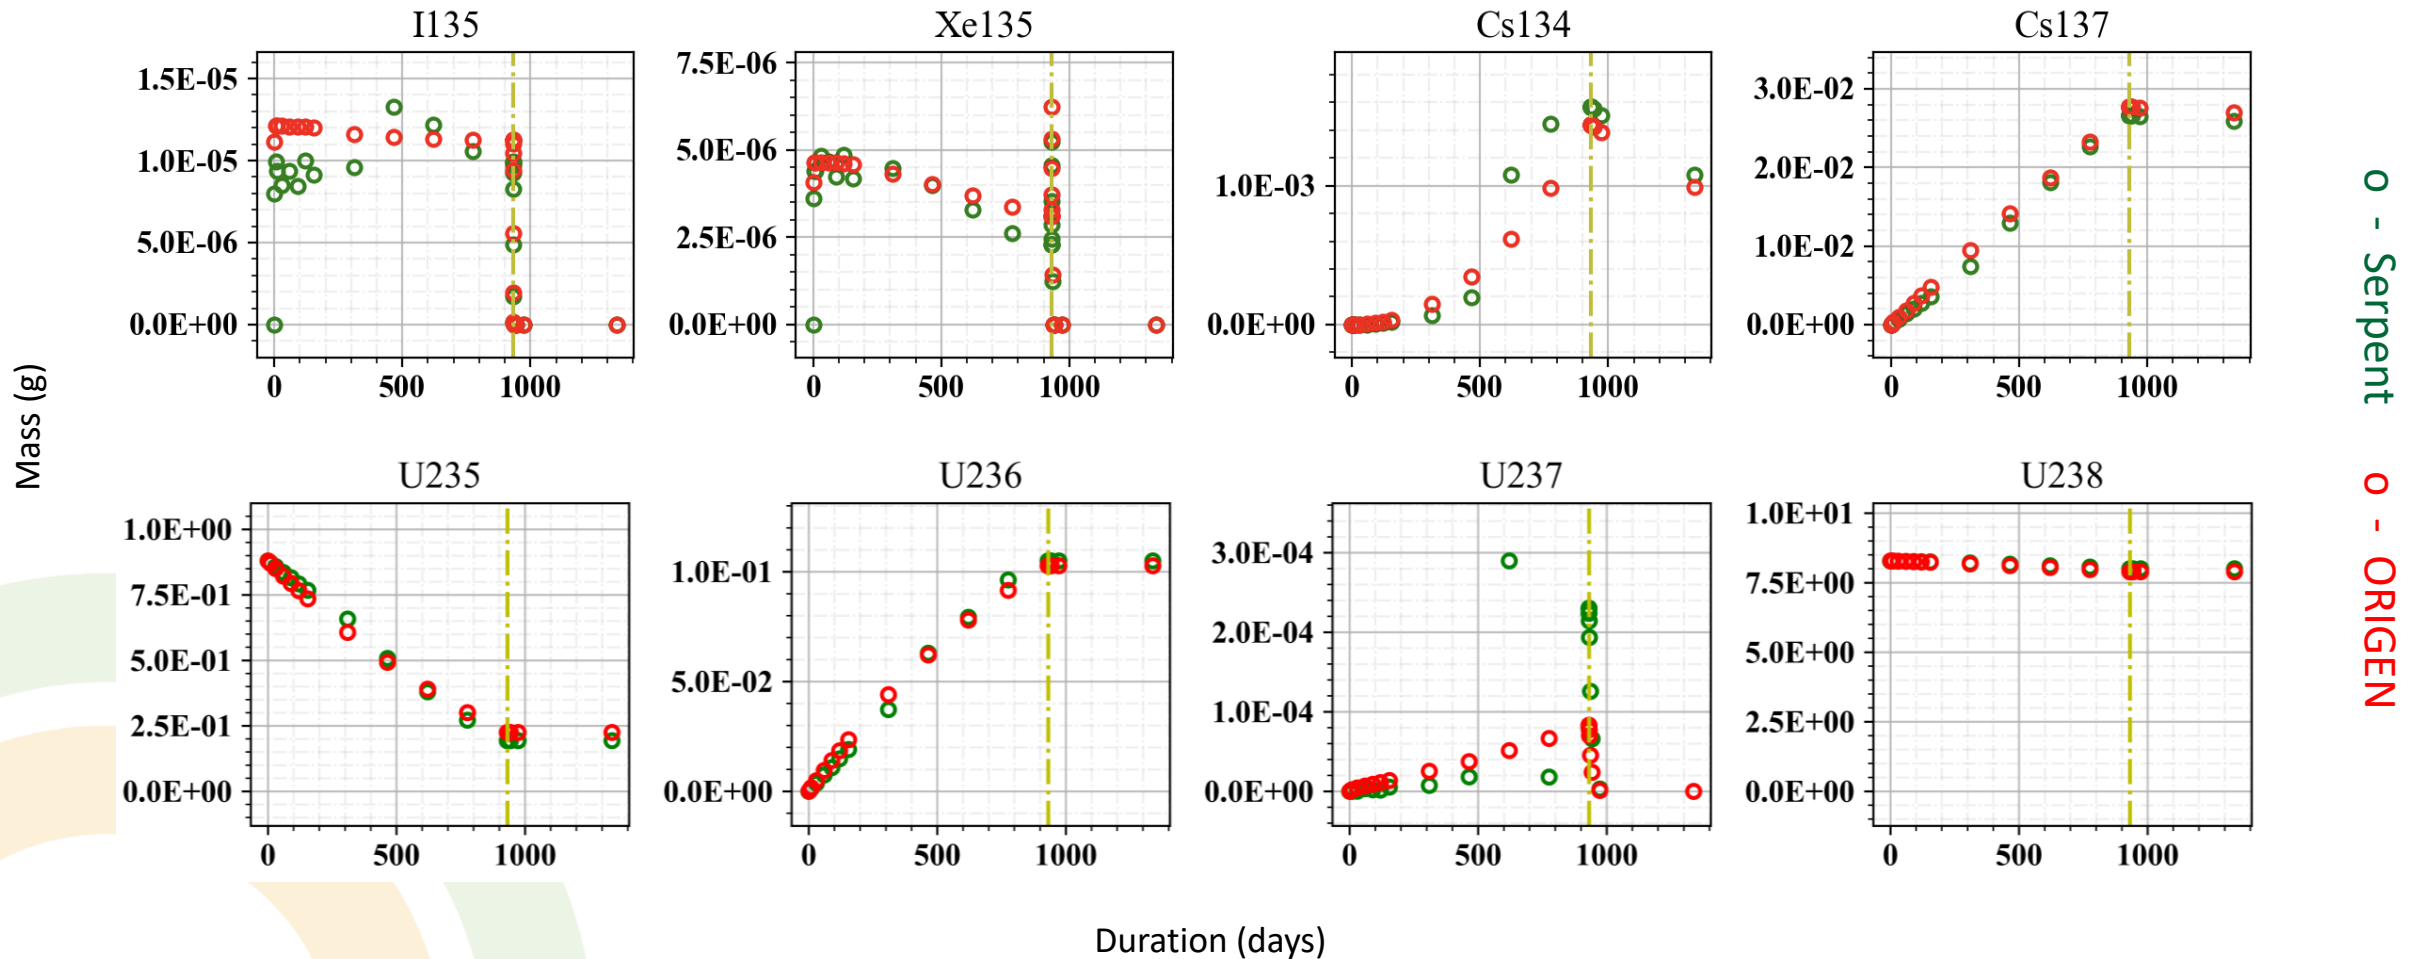 I135
1.5E-05
1.0E-05
5.0E-06
0.0E+00
0 500 1000
Xe135
7.5E-06
5.0E-06
2.5E-06
0.0E+00
0 500 1000
Cs134
1.0E-03
0.0E+00
0 500 1000
Cs137
3.0E-02
2.0E-02
1.0E-02
0.0E+00
0 500 1000
Mass (g)
U235
1.0E+00
7.5E-01
5.0E-01
2.5E-01
0.0E+00
0 500 1000
U236
1.0E-01
5.0E-02
0.0E+00
0 500 1000
U237
3.0E-04
2.0E-04
1.0E-04
0.0E+00
0 500 1000
U238
1.0E+01
7.5E+00
5.0E+00
2.5E+00
0.0E+00
0 500 1000
Duration (days)
o - Serpent o - ORIGEN